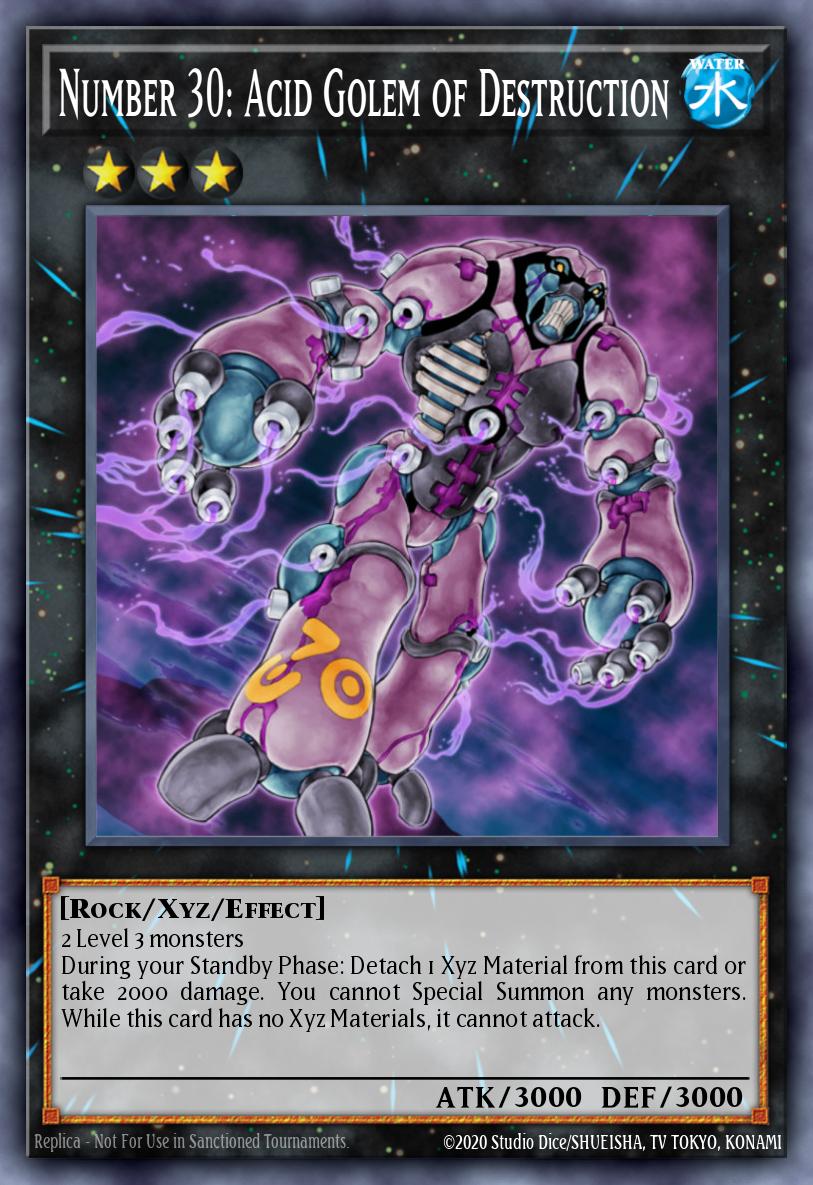 Number 30: Acid Golem of Destruction
WATER
水
30
[Rock/Xyz/Effect]
2 Level 3 monsters
During your Standby Phase: Detach 1 Xyz Material from this card or
take 2000 damage. You cannot Special Summon any monsters.
While this card has no Xyz Materials, it cannot attack.
ATK/3000 DEF/3000
Replica - Not For Use in Sanctioned Tournaments.
©2020 Studio Dice/SHUEISHA, TV TOKYO, KONAMI